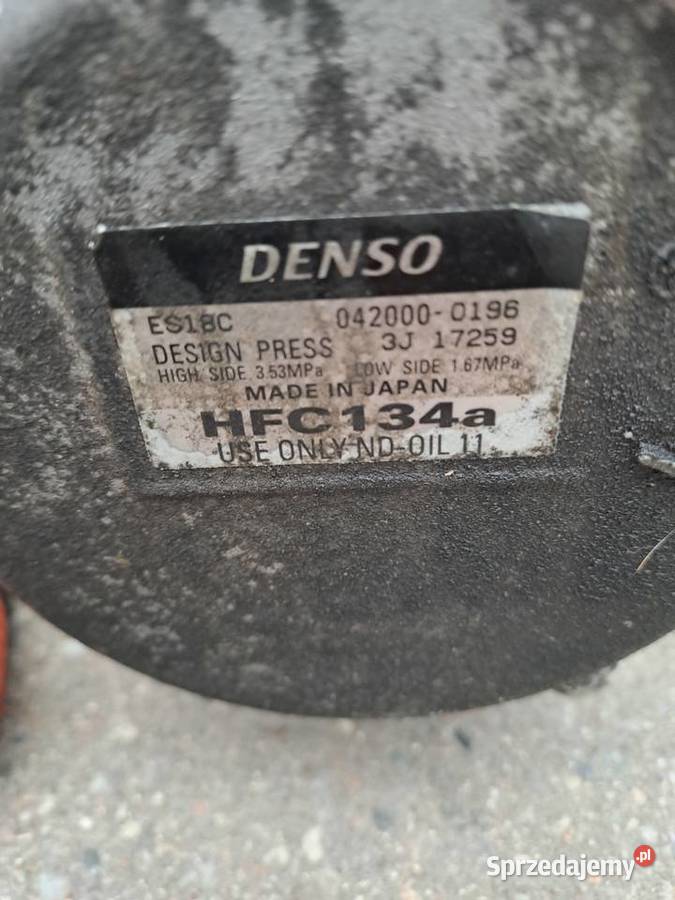 DENSO
ES18C 042000-0196
DESIGN PRESS 3J 17259
HIGH SIDE 3.53MPa LOW SIDE 1.67MPa
MADE IN JAPAN
HFC134a
USE ONLY ND-OIL 11
Sprzedajemy.pl